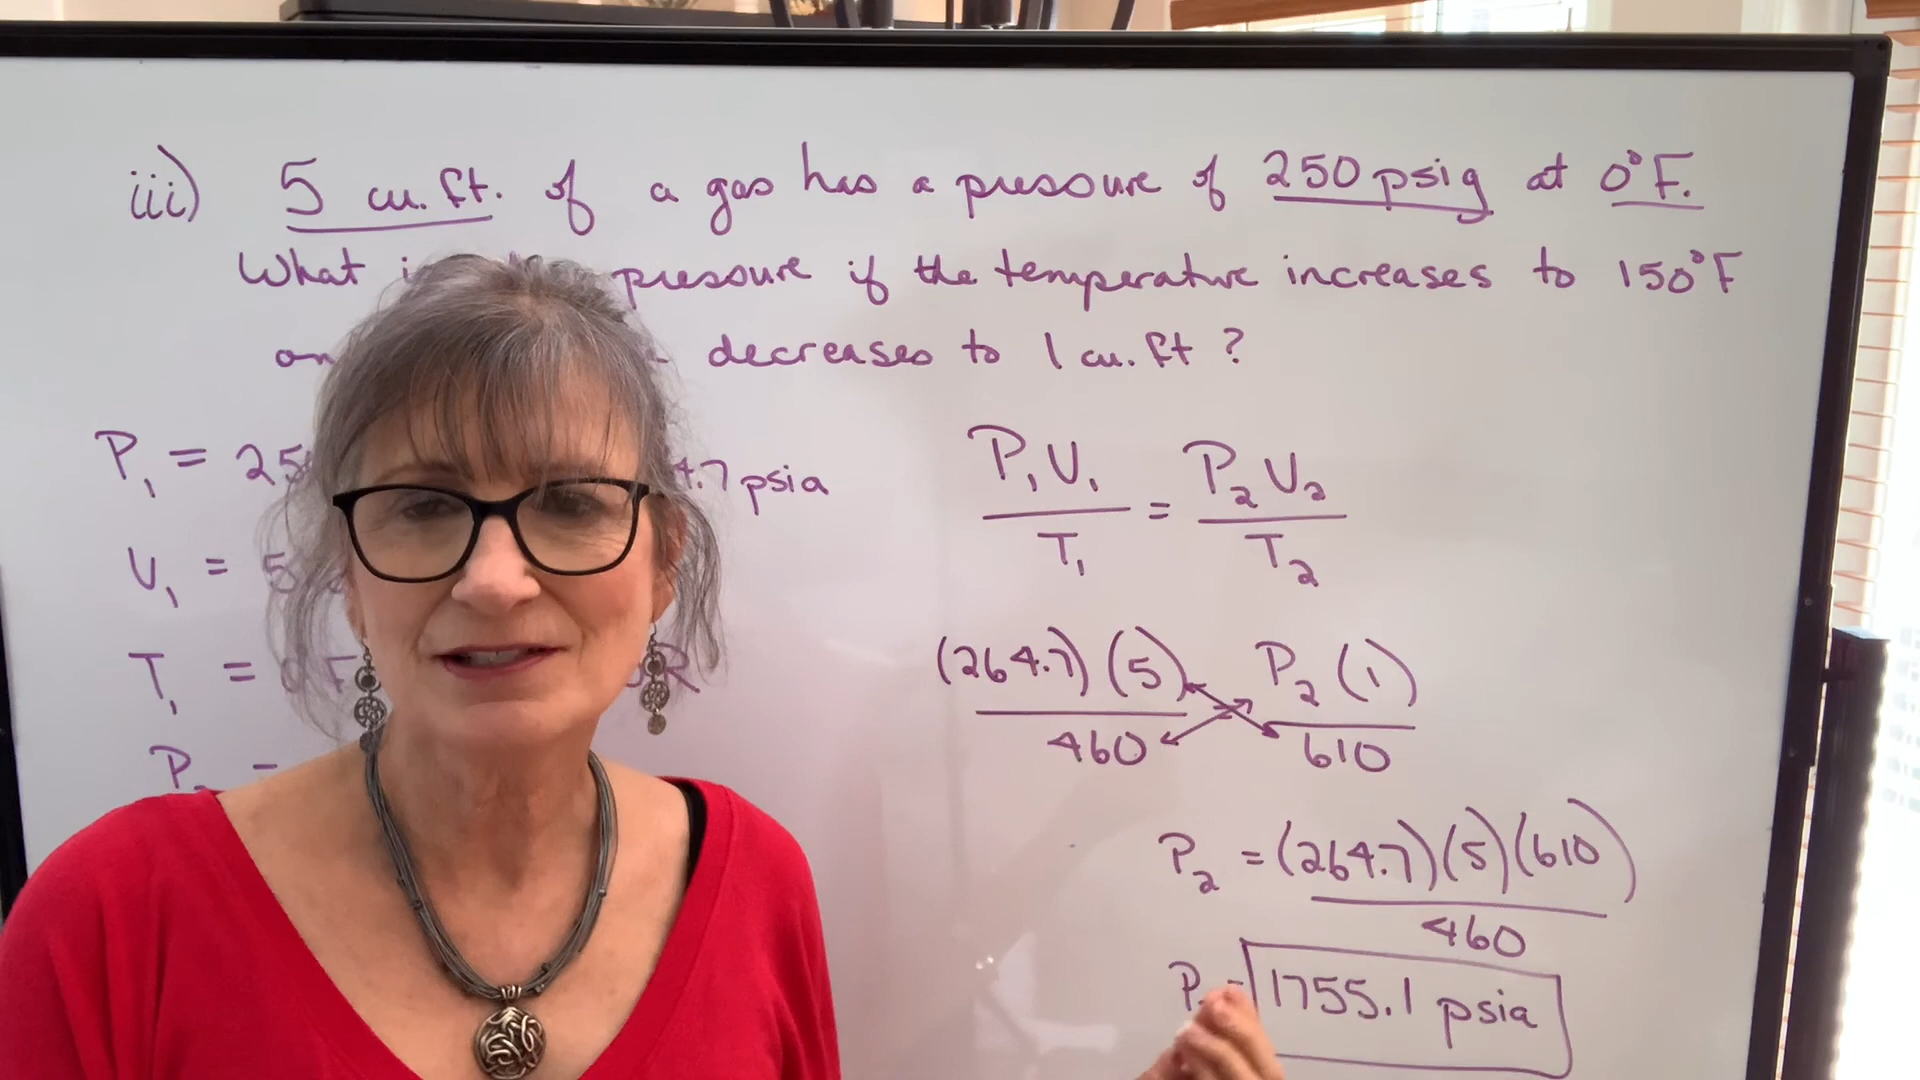 iii) 5 cu.ft. of a gas has a pressure of 250 psig at 0°F.
What pressure if the temperature increases to 150°F
decreases to 1 cu. ft ?
P₁ = 4.7 psia
V₁ = 5
T₁ =
P =
P₁V₁ / T₁ = P₂V₂ / T₂
(264.7)(5) / 460 P₂(1) / 610
P₂ = (264.7)(5)(610) / 460
P = 1755.1 psia